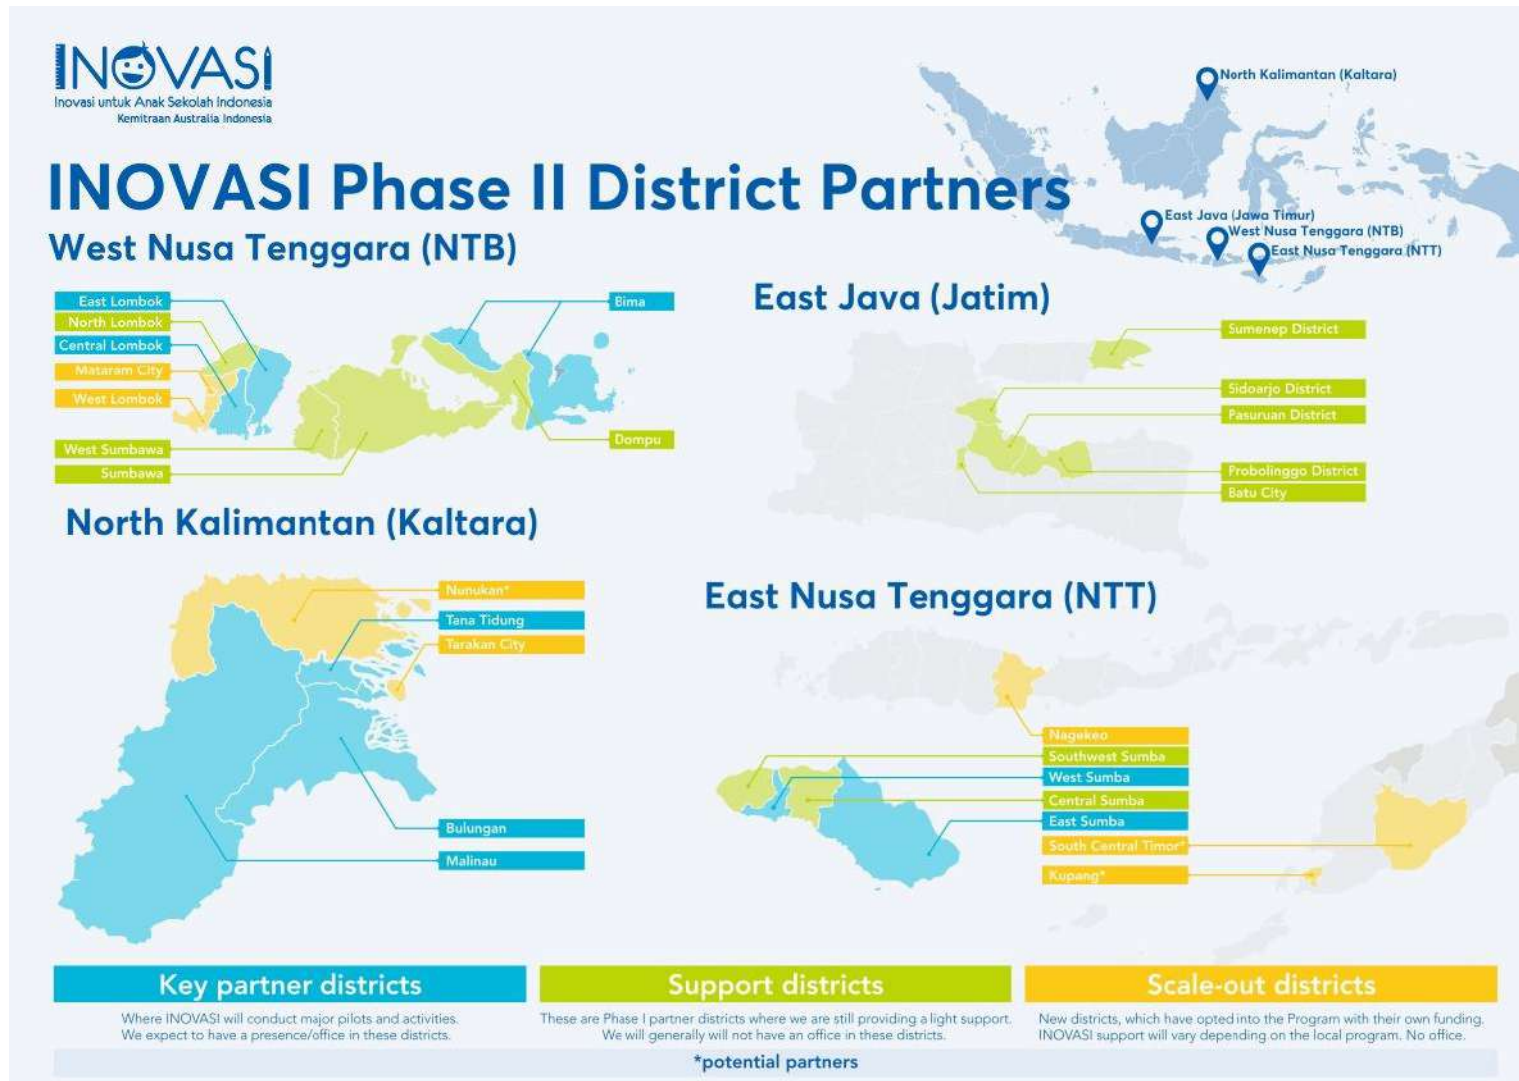 INOVASI
Inovasi untuk Anak Sekolah Indonesia
Kemitraan Australia Indonesia
North Kalimantan (Kaltara)
East Java (Jawa Timur)
West Nusa Tenggara (NTB)
East Nusa Tenggara (NTT)
INOVASI Phase II District Partners
West Nusa Tenggara (NTB)
East Lombok
North Lombok
Central Lombok
Mataram City
West Lombok
West Sumbawa
Sumbawa
Bima
Dompu
East Java (Jatim)
Sumenep District
Sidoarjo District
Pasuruan District
Probolinggo District
Batu City
North Kalimantan (Kaltara)
Nunukan*
Tana Tidung
Tarakan City
Bulungan
Malinau
East Nusa Tenggara (NTT)
Nagekeo
Southwest Sumba
West Sumba
Central Sumba
East Sumba
South Central Timor*
Kupang*
Key partner districts
Where INOVASI will conduct major pilots and activities.
We expect to have a presence/office in these districts.
Support districts
These are Phase I partner districts where we are still providing a light support.
We will generally will not have an office in these districts.
Scale-out districts
New districts, which have opted into the Program with their own funding.
INOVASI support will vary depending on the local program. No office.
*potential partners